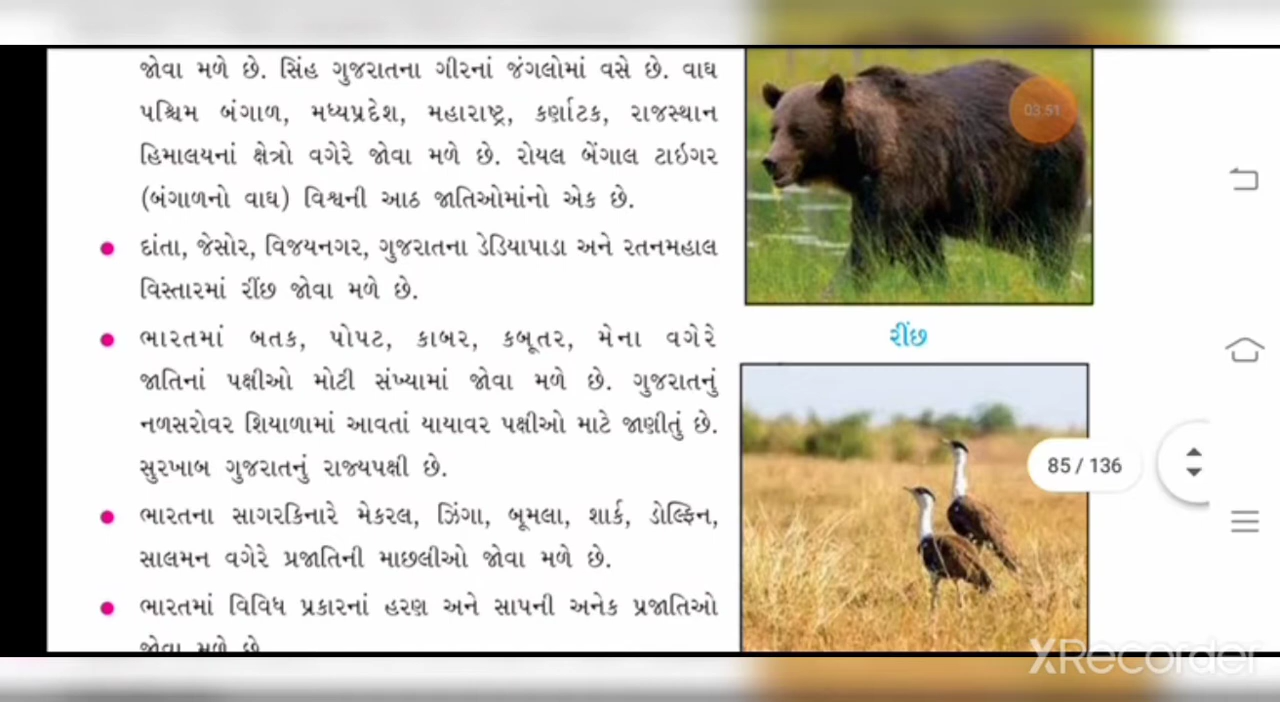 જોવા મળે છે. સિંહ ગુજરાતના ગીરનાં જંગલોમાં વસે છે. વાઘ
પશ્ચિમ બંગાળ, મધ્યપ્રદેશ, મહારાષ્ટ્ર, કર્ણાટક, રાજસ્થાન
હિમાલયનાં ક્ષેત્રો વગેરે જોવા મળે છે. રોયલ બેંગાલ ટાઇગર
(બંગાળનો વાઘ) વિશ્વની આઠ જાતિઓમાંનો એક છે.
• દાંતા, જેસોર, વિજયનગર, ગુજરાતના ડેડિયાપાડા અને રતનમહાલ
વિસ્તારમાં રીંછ જોવા મળે છે.
• ભારતમાં બતક, પોપટ, કાબર, કબૂતર, મેના વગેરે
જાતિનાં પક્ષીઓ મોટી સંખ્યામાં જોવા મળે છે. ગુજરાતનું
નળસરોવર શિયાળામાં આવતાં યાયાવર પક્ષીઓ માટે જાણીતું છે.
સુરખાબ ગુજરાતનું રાજ્યપક્ષી છે.
• ભારતના સાગરકિનારે મેકરલ, ઝિંગા, બૂમલા, શાર્ક, ડોલ્ફિન,
સાલમન વગેરે પ્રજાતિની માછલીઓ જોવા મળે છે.
• ભારતમાં વિવિધ પ્રકારનાં હરણ અને સાપની અનેક પ્રજાતિઓ
જોવા મળે છે.
03:51
રીંછ
85 / 136
XRecorder